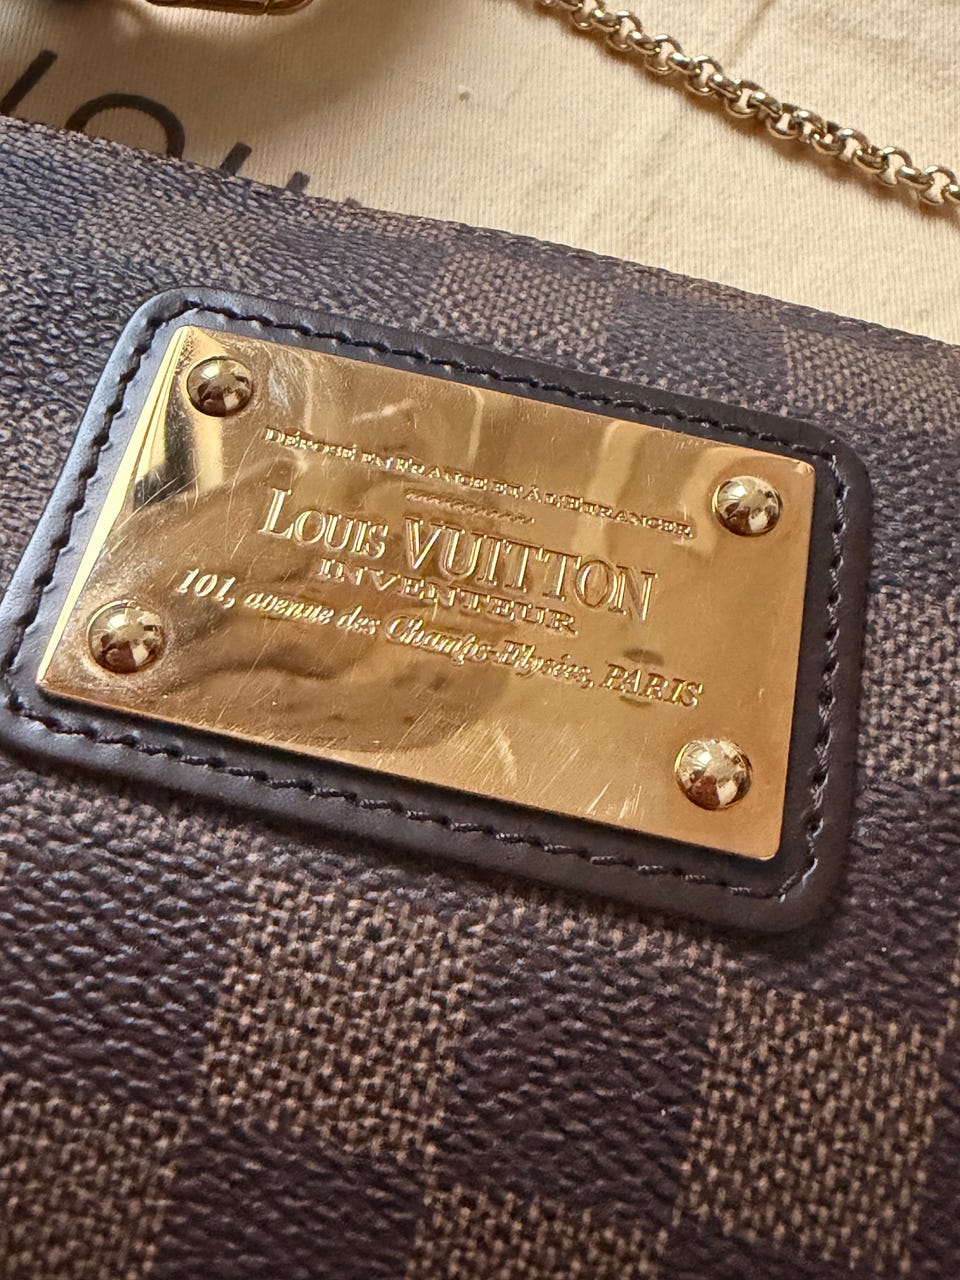 DÉPOSÉ EN FRANCE ET À L'ÉTRANGER
LOUIS VUITTON
INVENTEUR
101, avenue des Champs-Elysées, PARIS